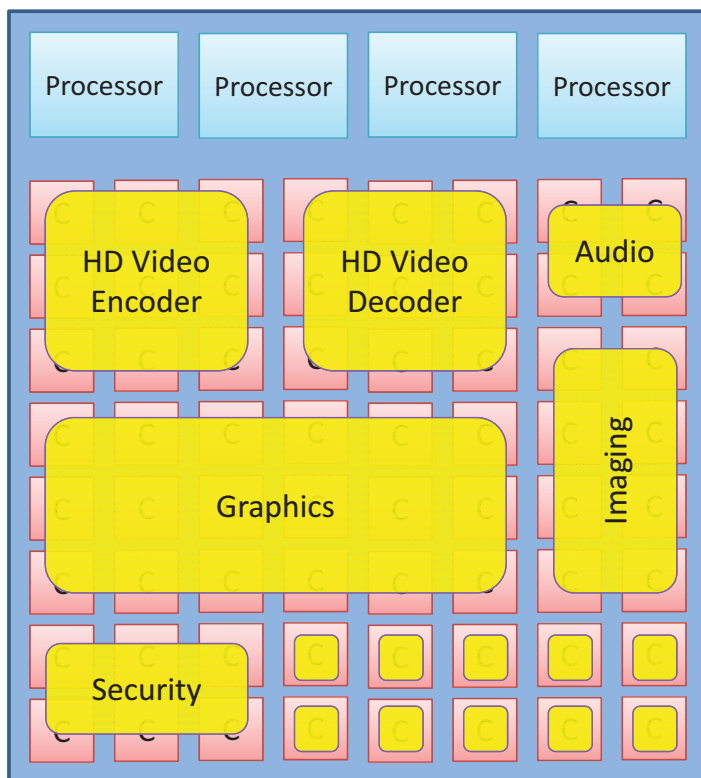 Processor Processor Processor Processor
C C C C C C C C
HD Video HD Video Audio
Encoder Decoder
C C C C C C
C C C C C C C C
C C C C C C C
Graphics
Imaging
C C C C C C C C
C C C C C C C C
Security
C C C C C C C C